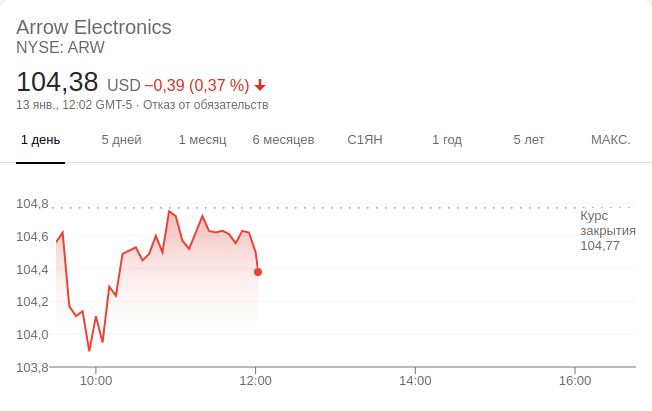 Arrow Electronics
NYSE: ARW
104,38 USD −0,39 (0,37 %)
13 янв., 12:02 GMT-5 · Отказ от обязательств
1 день 5 дней 1 месяц 6 месяцев С1ЯН 1 год 5 лет МАКС.
104,8
Курс
закрытия
104,77
104,6
104,4
104,2
104,0
103,8
10:00 12:00 14:00 16:00